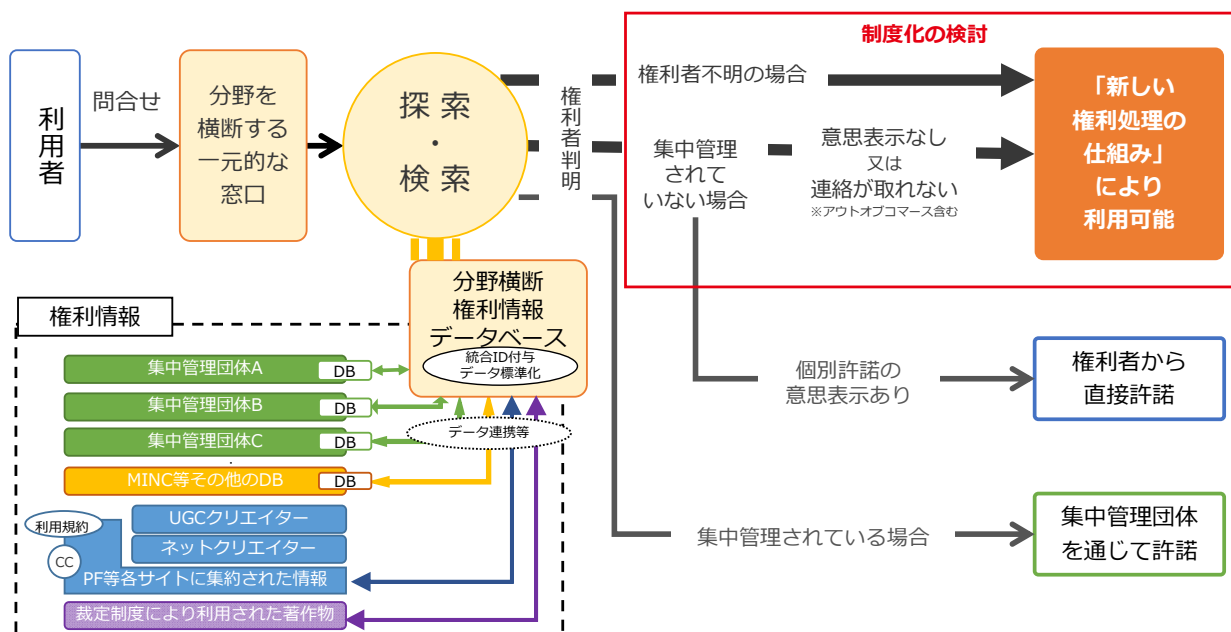 制度化の検討
利用者
問合せ
分野を
横断する
一元的な
窓口
探索
・
検索
権利者判明
権利者不明の場合
集中管理
されて
いない場合
意思表示なし
又は
連絡が取れない
※アウトオブコマース含む
「新しい
権利処理の
仕組み」
により
利用可能
個別許諾の
意思表示あり
権利者から
直接許諾
集中管理されている場合
集中管理団体
を通じて許諾
分野横断
権利情報
データベース
統合ID付与
データ標準化
データ連携等
権利情報
集中管理団体A
DB
集中管理団体B
DB
集中管理団体C
DB
MINC等その他のDB
DB
利用規約
CC
UGCクリエイター
ネットクリエイター
PF等各サイトに集約された情報
裁定制度により利用された著作物